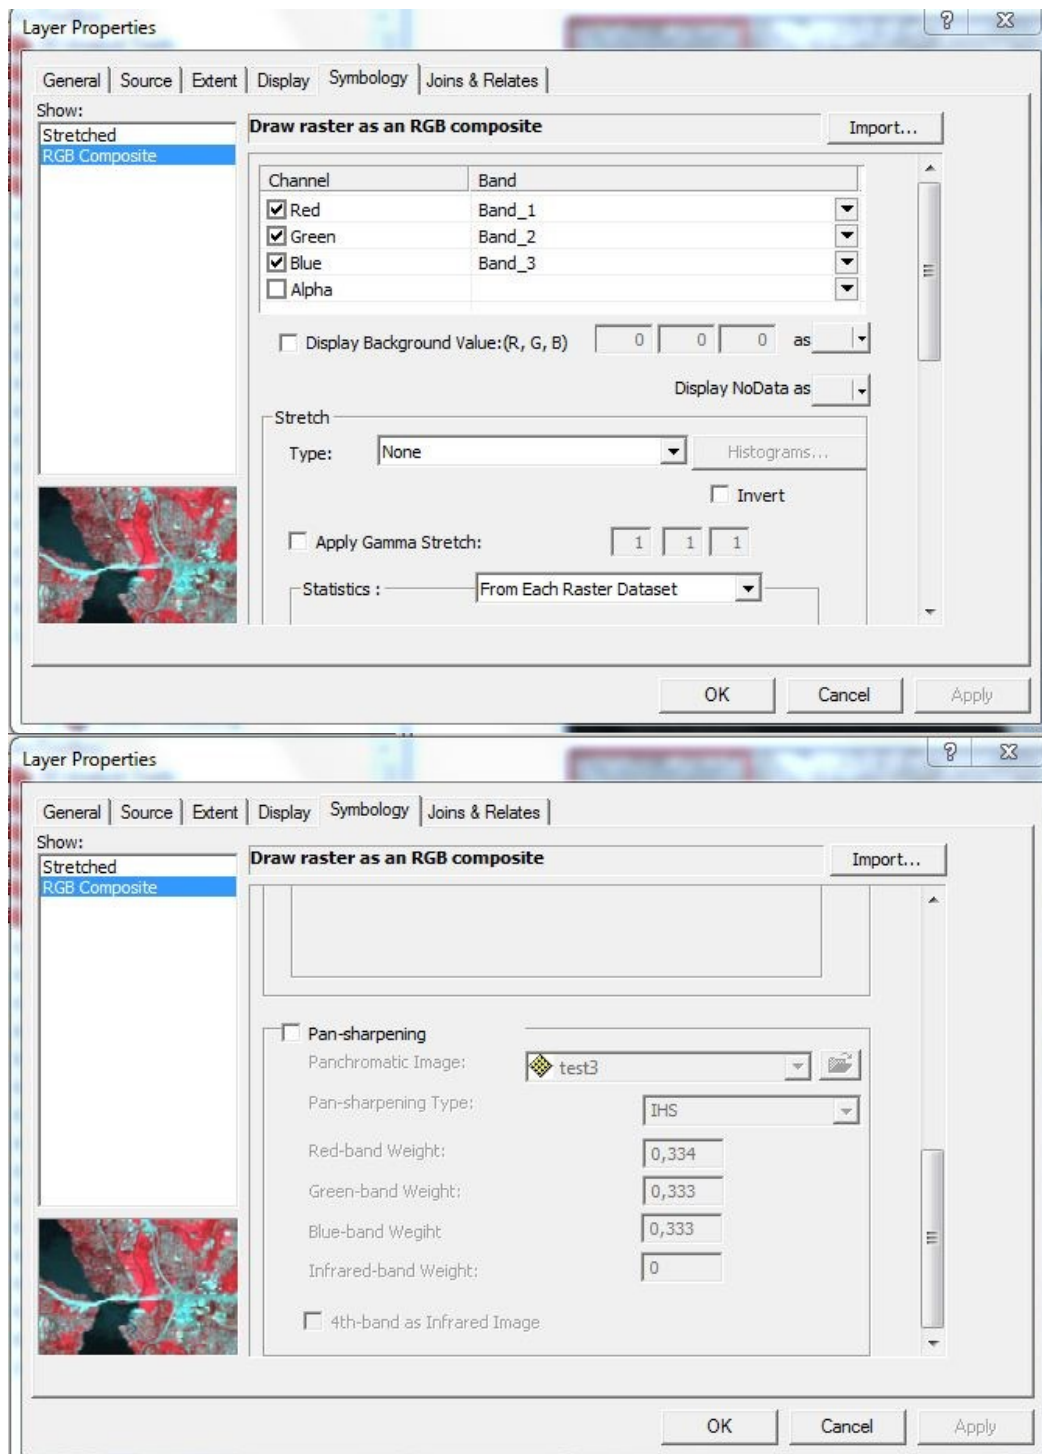 Layer Properties
General Source Extent Display Symbology Joins & Relates
Show:
Stretched
RGB Composite
Draw raster as an RGB composite
Import...
Channel Band
Red Band_1
Green Band_2
Blue Band_3
Alpha
Display Background Value:(R, G, B) 0 0 0 as
Display NoData as
Stretch
Type: None Histograms...
Invert
Apply Gamma Stretch: 1 1 1
Statistics : From Each Raster Dataset
OK Cancel Apply
Layer Properties
General Source Extent Display Symbology Joins & Relates
Show:
Stretched
RGB Composite
Draw raster as an RGB composite
Import...
Pan-sharpening
Panchromatic Image: test3
Pan-sharpening Type: IHS
Red-band Weight: 0,334
Green-band Weight: 0,333
Blue-band Wegiht 0,333
Infrared-band Weight: 0
4th-band as Infrared Image
OK Cancel Apply